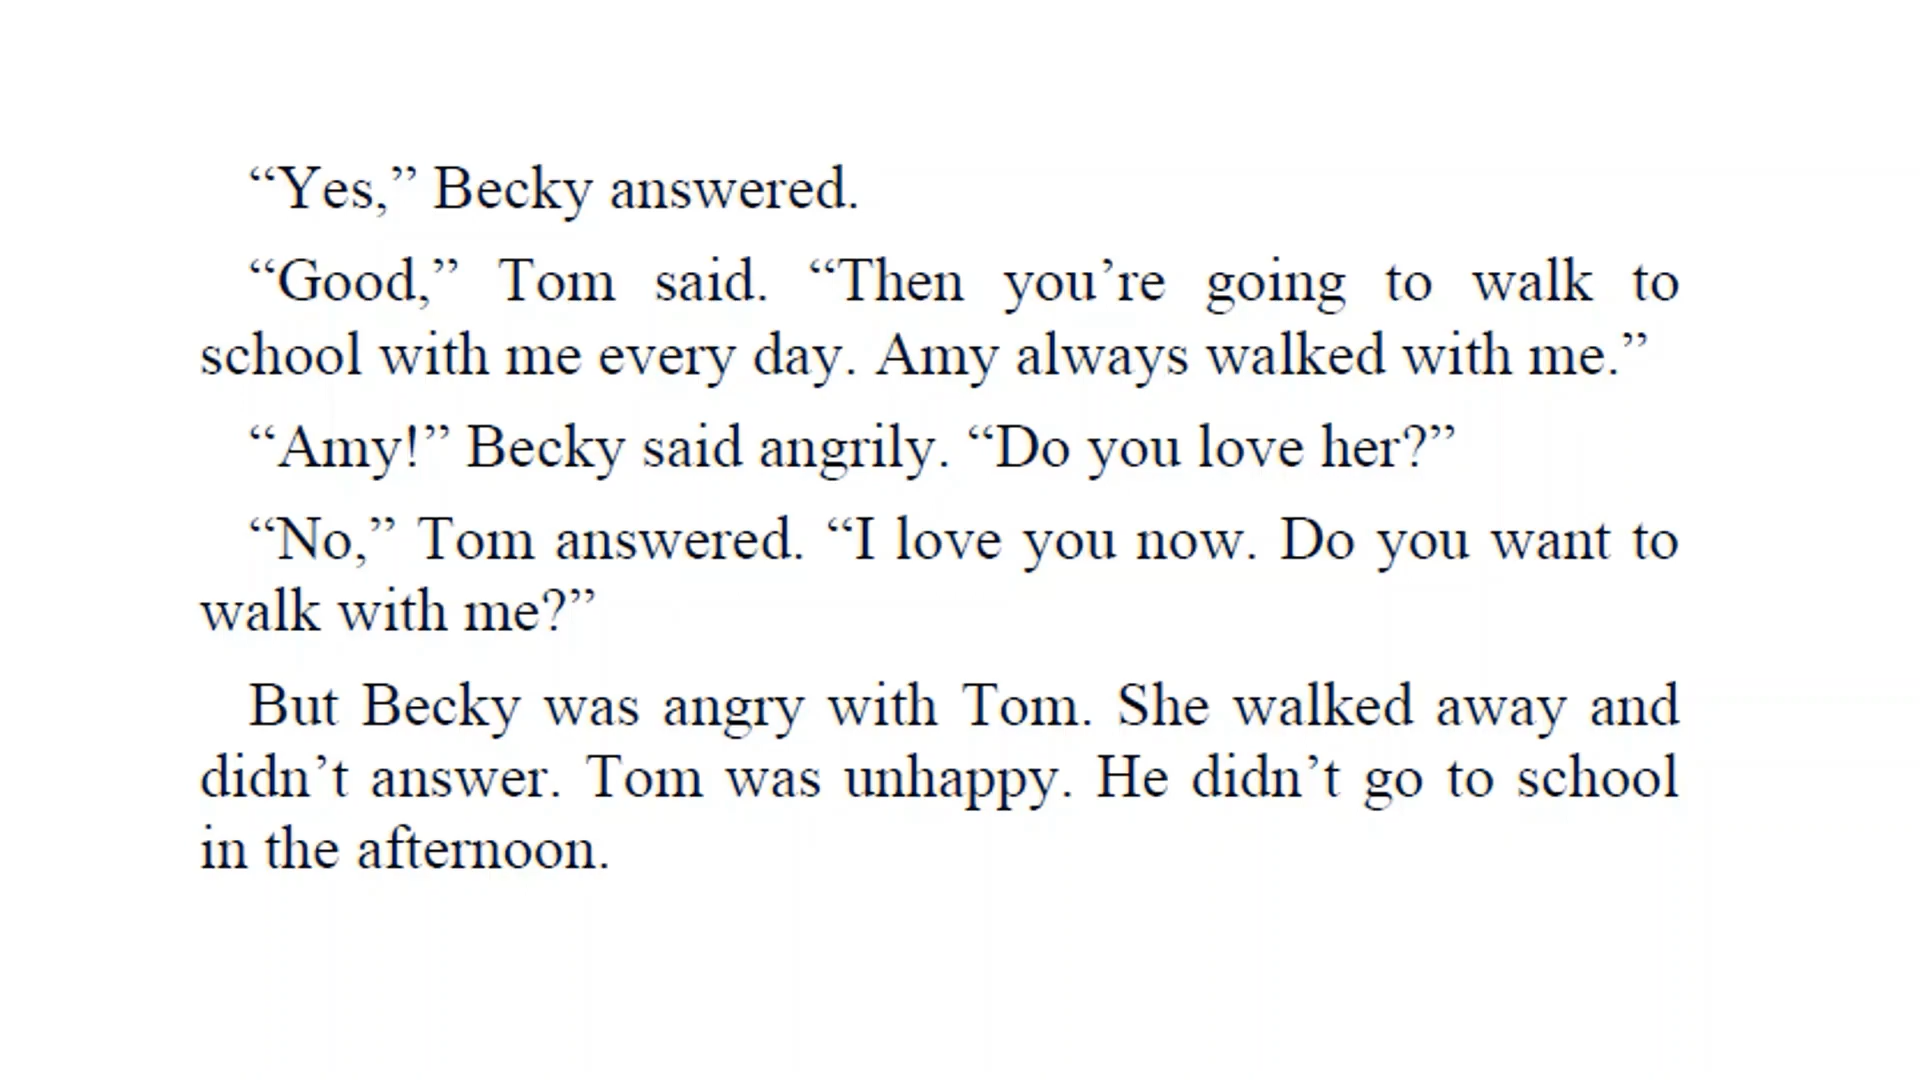 “Yes,” Becky answered.
“Good,” Tom said. “Then you’re going to walk to
school with me every day. Amy always walked with me.”
“Amy!” Becky said angrily. “Do you love her?”
“No,” Tom answered. “I love you now. Do you want to
walk with me?”
But Becky was angry with Tom. She walked away and
didn’t answer. Tom was unhappy. He didn’t go to school
in the afternoon.